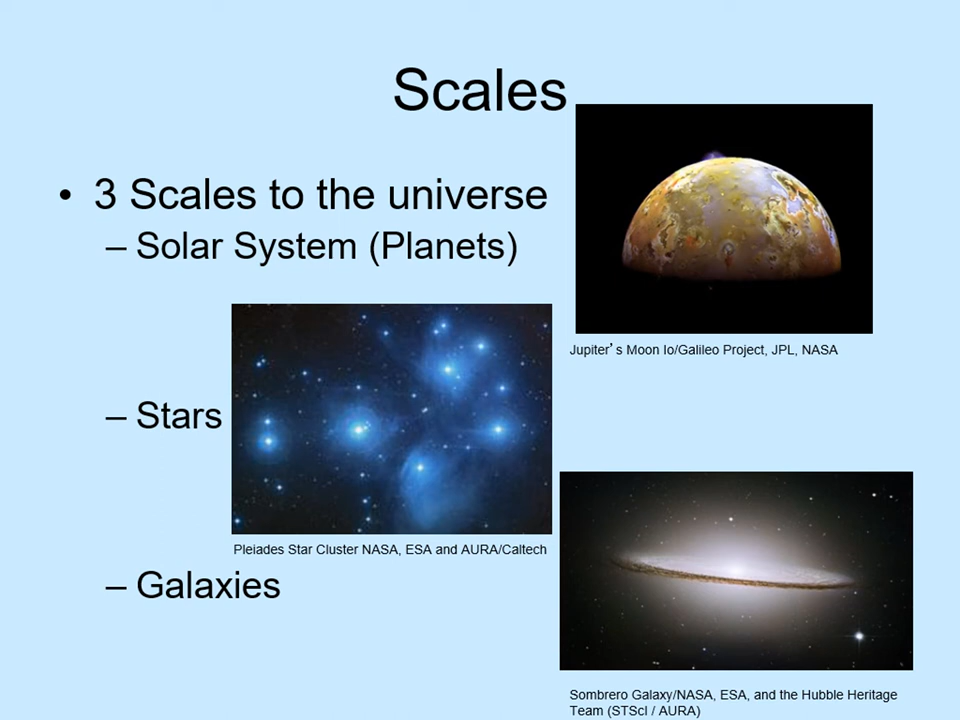 Scales
• 3 Scales to the universe
– Solar System (Planets)
Jupiter’s Moon Io/Galileo Project, JPL, NASA
– Stars
Pleiades Star Cluster NASA, ESA and AURA/Caltech
– Galaxies
Sombrero Galaxy/NASA, ESA, and the Hubble Heritage
Team (STScI / AURA)